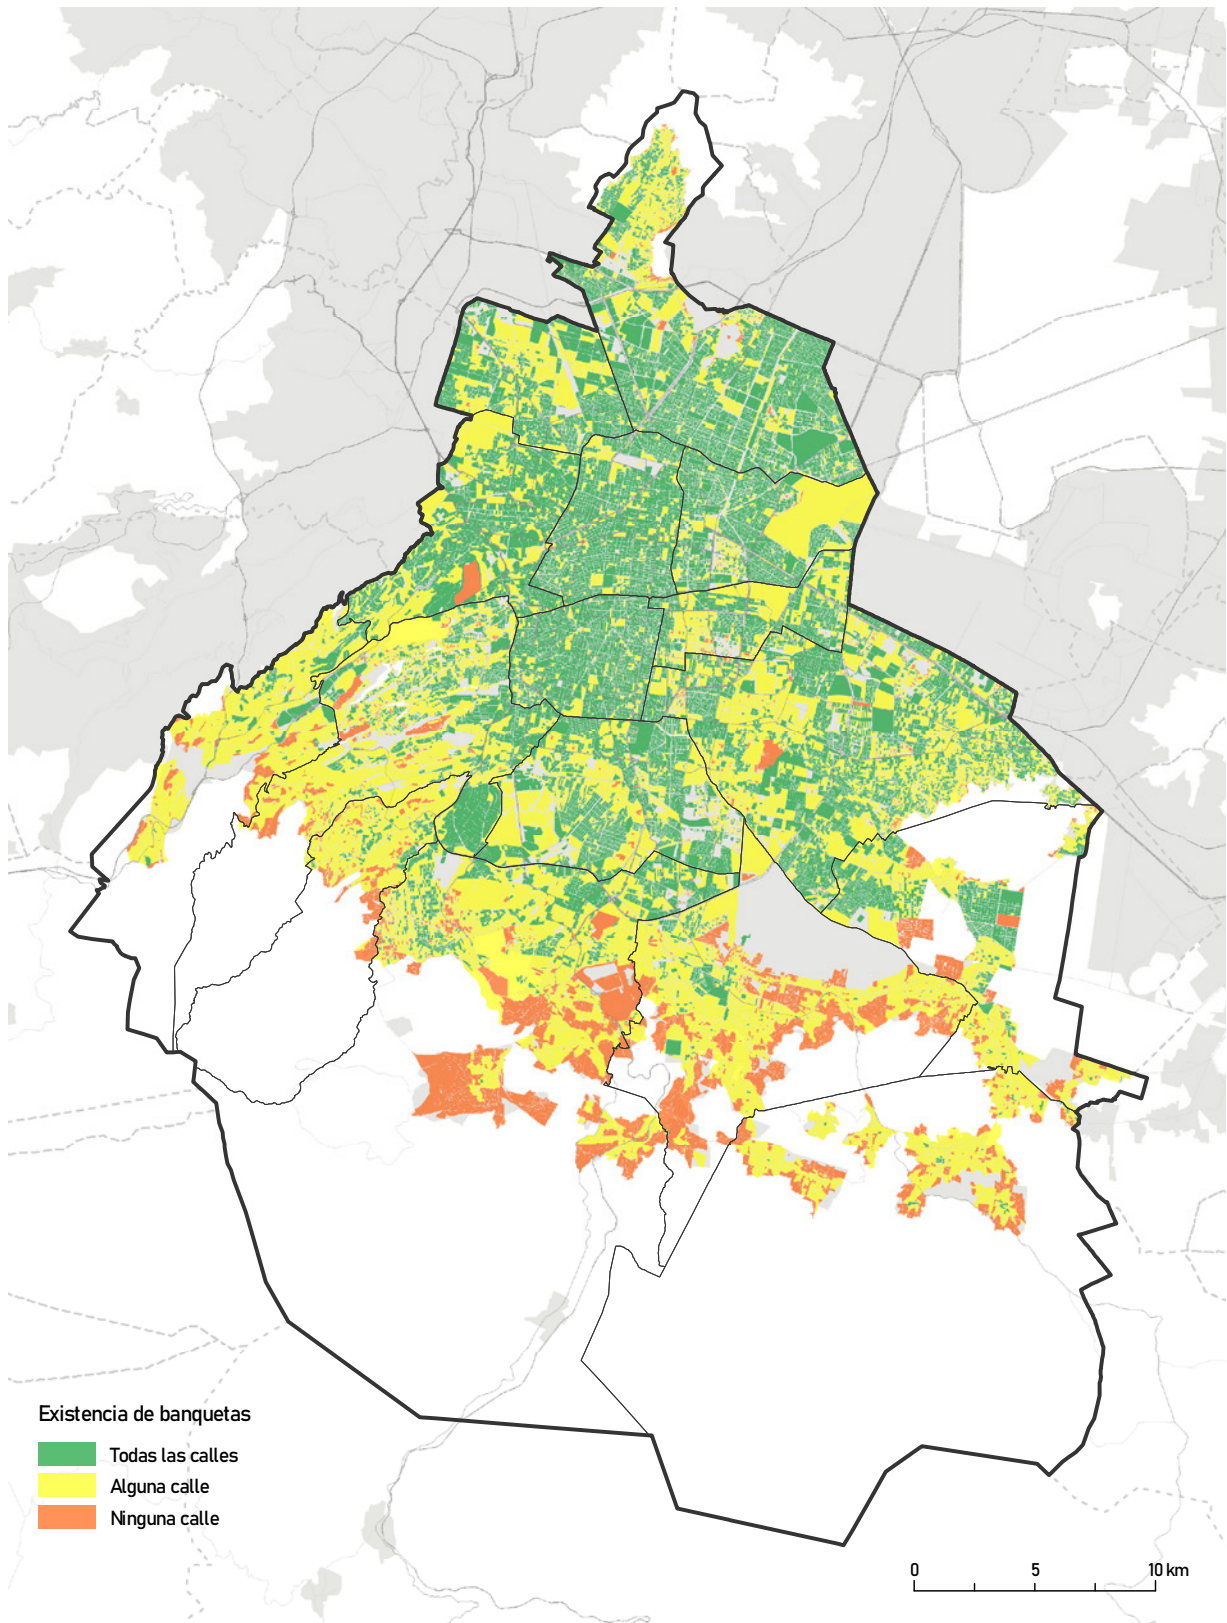 Existencia de banquetas
Todas las calles
Alguna calle
Ninguna calle
0 5 10 km